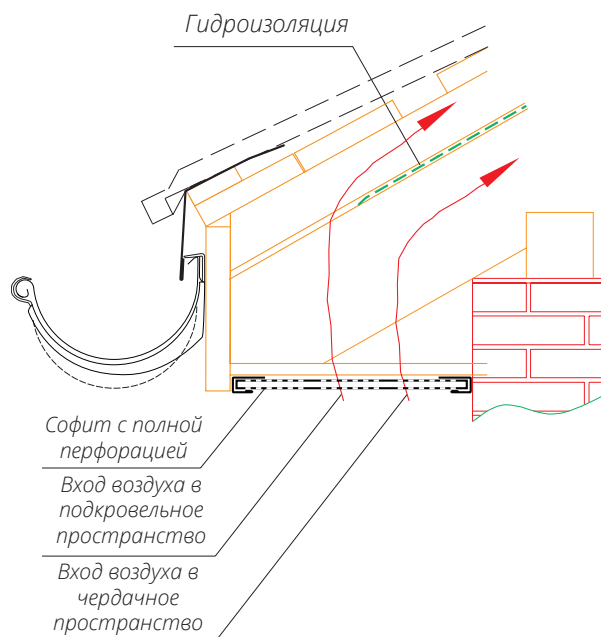 Гидроизоляция
Софит с полной
перфорацией
Вход воздуха в
подкровельное
пространство
Вход воздуха в
чердачное
пространство